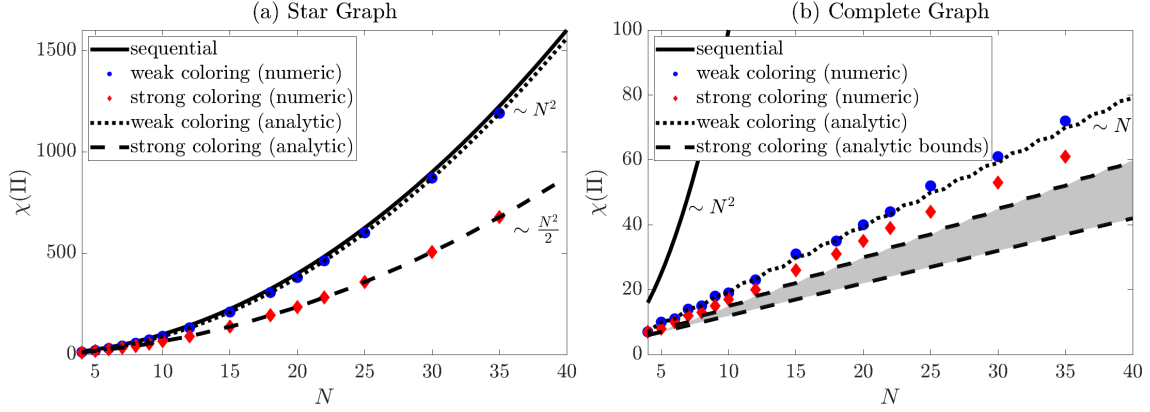 (a) Star Graph
1500
1000
500
0
χ(Π)
sequential
weak coloring (numeric)
strong coloring (numeric)
weak coloring (analytic)
strong coloring (analytic)
∼ N²
∼ N²/2
5 10 15 20 25 30 35 40
N
(b) Complete Graph
100
80
60
40
20
0
χ(Π)
sequential
weak coloring (numeric)
strong coloring (numeric)
weak coloring (analytic)
strong coloring (analytic bounds)
∼ N
∼ N²
5 10 15 20 25 30 35 40
N